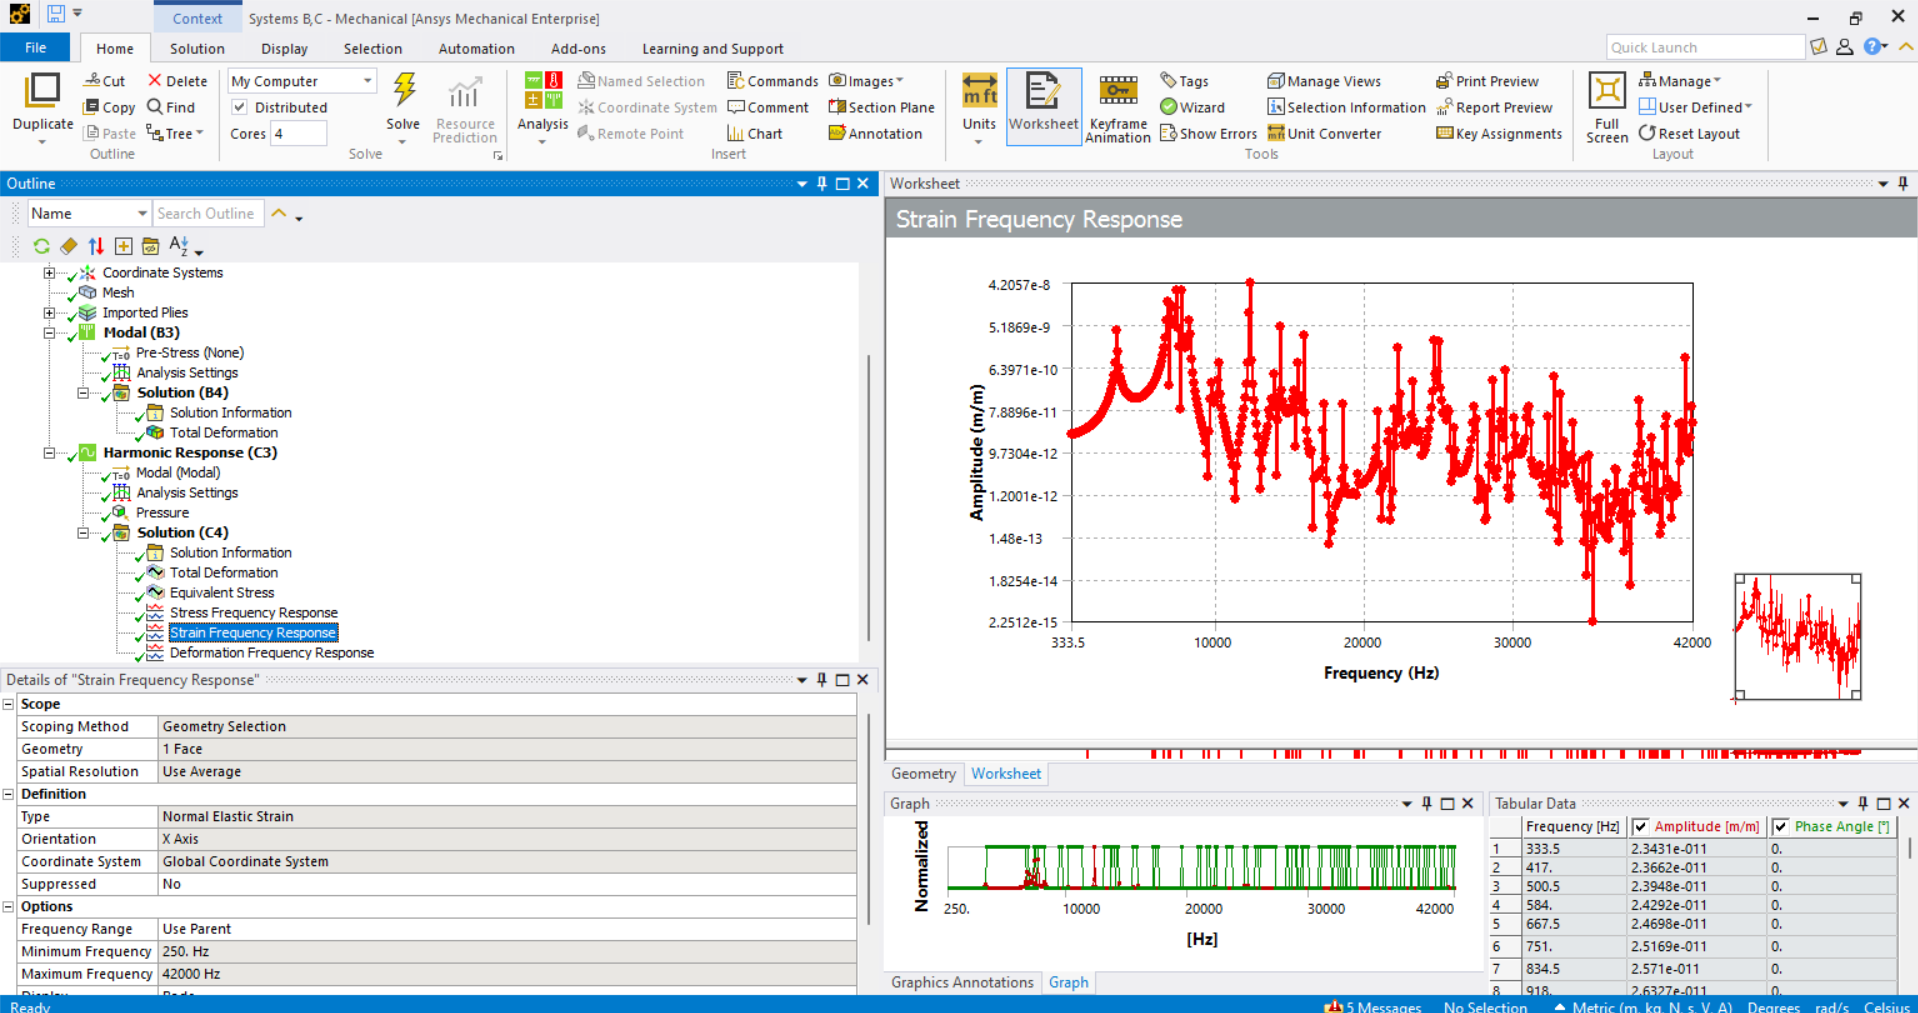 Context
Systems B,C - Mechanical [Ansys Mechanical Enterprise]
File Home Solution Display Selection Automation Add-ons Learning and Support
Quick Launch
Duplicate
Cut
Copy
Paste
Delete
Find
Tree
Outline
My Computer
Distributed
Cores 4
Solve
Resource
Prediction
Solve
Analysis
Named Selection
Coordinate System
Remote Point
Commands
Comment
Chart
Images
Section Plane
Annotation
Insert
Units
Worksheet
Keyframe
Animation
Tags
Wizard
Show Errors
Manage Views
Selection Information
Unit Converter
Print Preview
Report Preview
Key Assignments
Tools
Full
Screen
Manage
User Defined
Reset Layout
Layout
Outline
Name
Search Outline
Coordinate Systems
Mesh
Imported Plies
Modal (B3)
T=0 Pre-Stress (None)
Analysis Settings
Solution (B4)
Solution Information
Total Deformation
Harmonic Response (C3)
T=0 Modal (Modal)
Analysis Settings
Pressure
Solution (C4)
Solution Information
Total Deformation
Equivalent Stress
Stress Frequency Response
Strain Frequency Response
Deformation Frequency Response
Details of "Strain Frequency Response"
Scope
Scoping Method Geometry Selection
Geometry 1 Face
Spatial Resolution Use Average
Definition
Type Normal Elastic Strain
Orientation X Axis
Coordinate System Global Coordinate System
Suppressed No
Options
Frequency Range Use Parent
Minimum Frequency 250. Hz
Maximum Frequency 42000 Hz
Worksheet
Strain Frequency Response
4.2057e-8
5.1869e-9
6.3971e-10
7.8896e-11
9.7304e-12
1.2001e-12
1.48e-13
1.8254e-14
2.2512e-15
Amplitude (m/m)
333.5 10000 20000 30000 42000
Frequency (Hz)
Geometry Worksheet
Graph
Normalized
250. 10000 20000 30000 42000
[Hz]
Graphics Annotations Graph
Tabular Data
Frequency [Hz] Amplitude [m/m] Phase Angle [°]
1 333.5 2.3431e-011 0.
2 417. 2.3662e-011 0.
3 500.5 2.3948e-011 0.
4 584. 2.4292e-011 0.
5 667.5 2.4698e-011 0.
6 751. 2.5169e-011 0.
7 834.5 2.571e-011 0.
8 918. 2.6327e-011 0.
Ready
5 Messages No Selection Metric (m, kg, N, s, V, A) Degrees rad/s Celsius